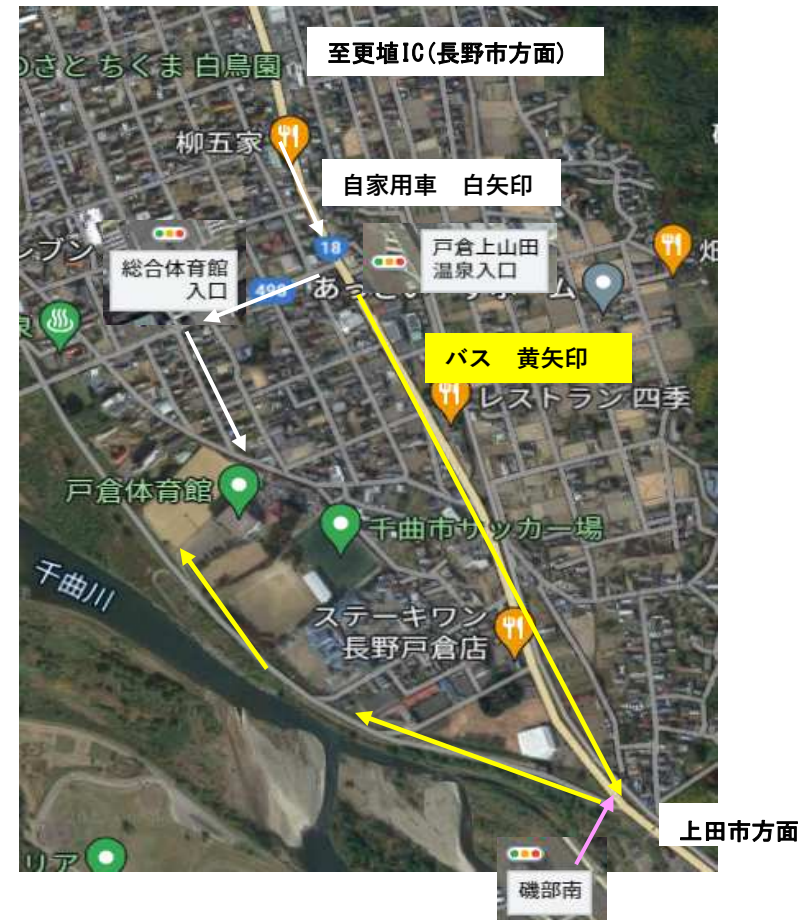 至更埴IC(長野市方面)
のさと ちくま 白鳥園
柳五家
自家用車 白矢印
18
戸倉上山田
温泉入口
総合体育館
入口
498
バス 黄矢印
レストラン 四季
戸倉体育館
千曲市サッカー場
千曲川
ステーキワン
長野戸倉店
上田市方面
リア
磯部南